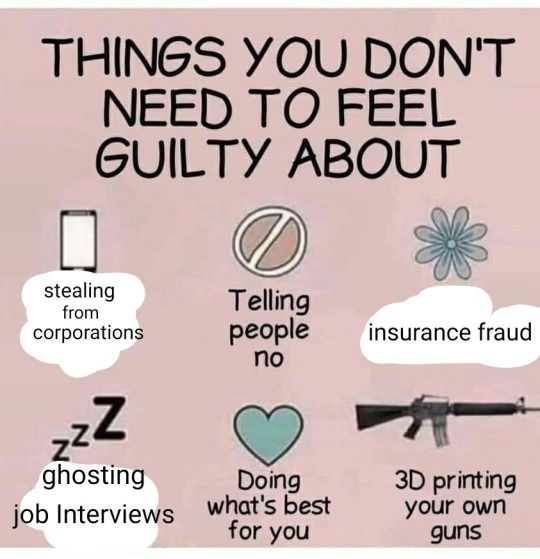 THINGS YOU DON'T
NEED TO FEEL
GUILTY ABOUT
stealing
from
corporations
Telling
people
no
insurance fraud
zzZ
ghosting
job Interviews
Doing
what's best
for you
3D printing
your own
guns